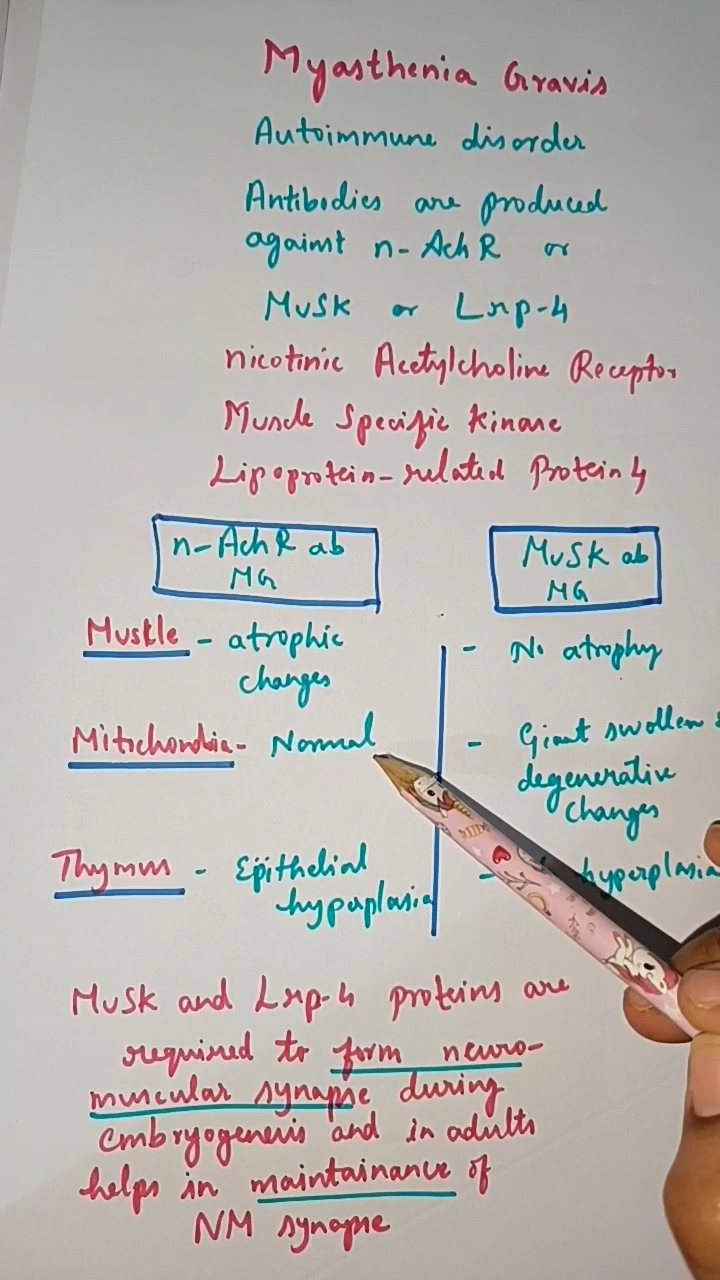 Myasthenia Gravis
Autoimmune disorder
Antibodies are produced
against n-AchR or
MuSK or Lrp-4
nicotinic Acetylcholine Receptor
Muscle Specific Kinase
Lipoprotein-related Protein 4
n-AchR ab
MG
MuSK ab
MG
Muscle - atrophic
changes
- No atrophy
Mitochondria - Normal
- Giant swollen &
degenerative
changes
Thymus - Epithelial
hyperplasia
- hyperplasia
MuSK and Lrp-4 proteins are
required to form neuro-
muscular synapse during
embryogenesis and in adults
helps in maintainance of
NM synapse